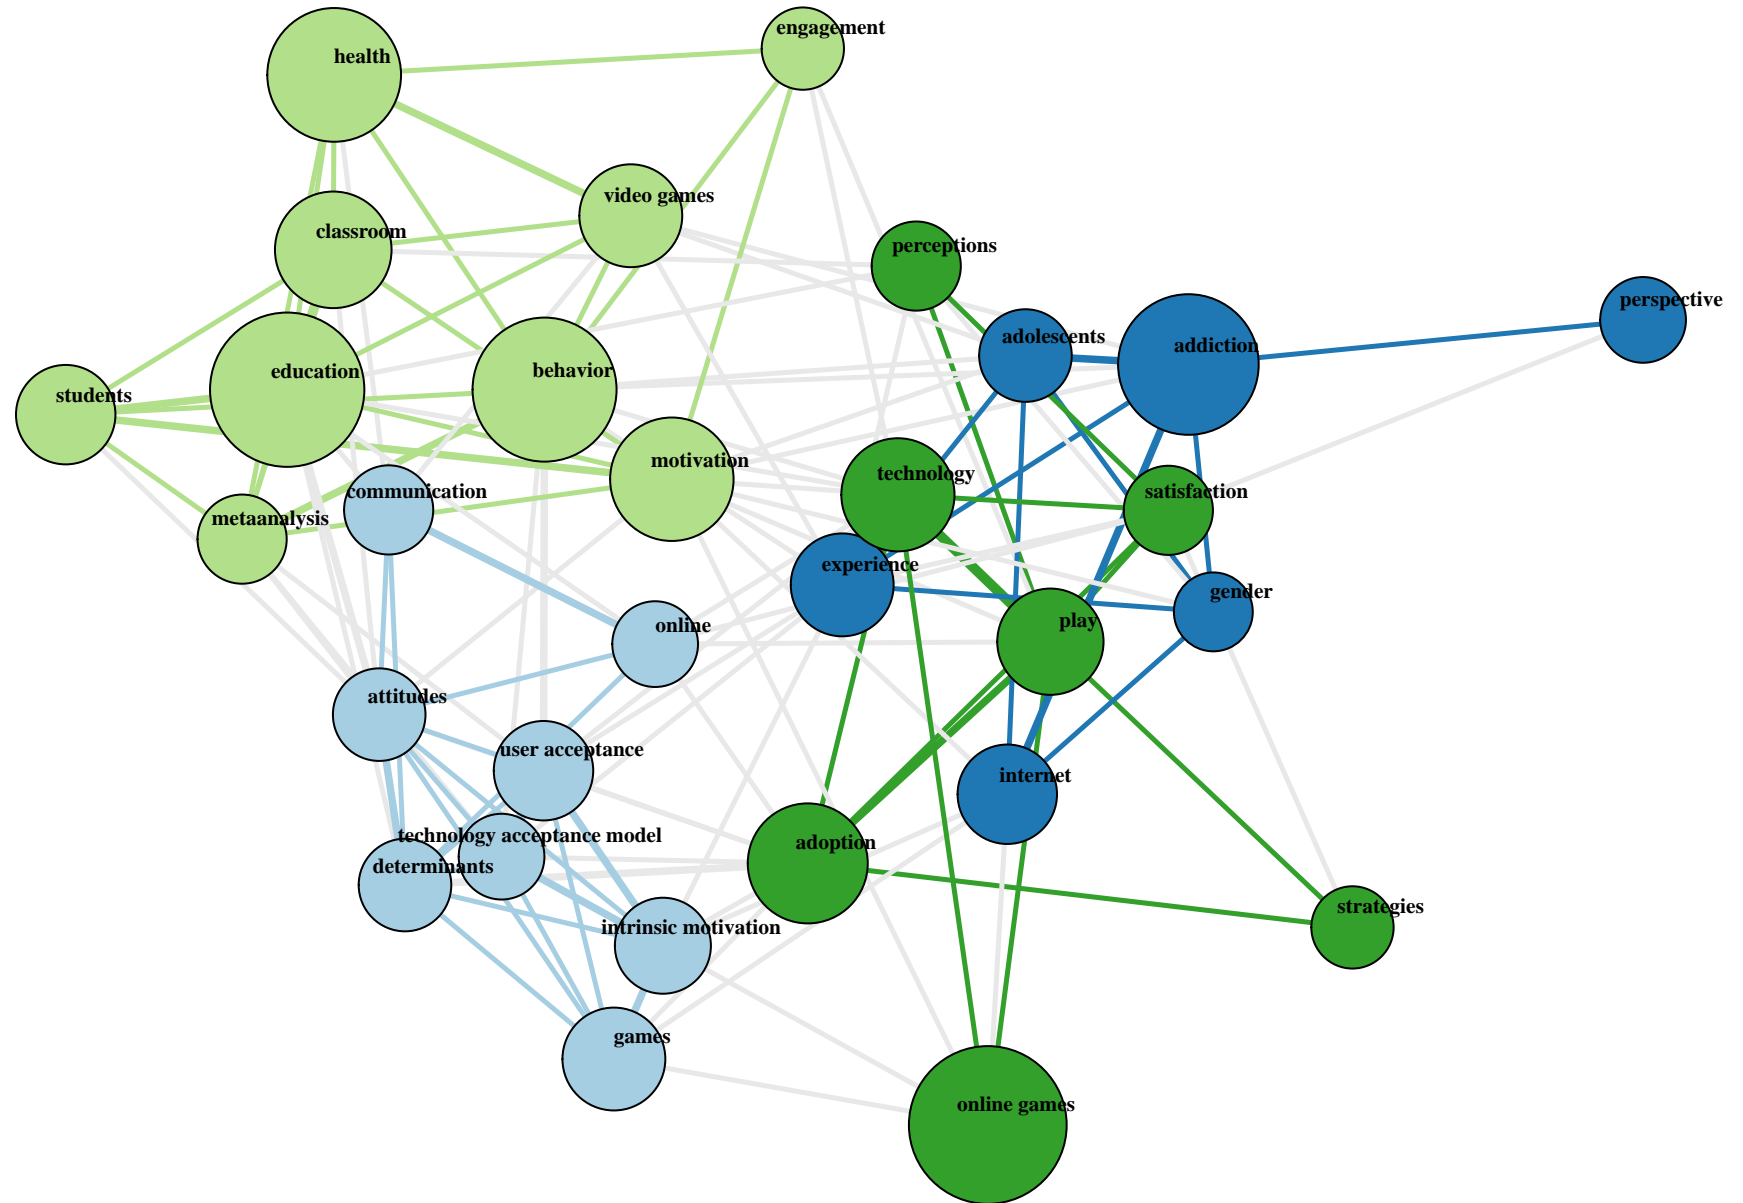 engagement
health
video games
classroom
perceptions
perspective
adolescents
addiction
education
behavior
students
motivation
technology
communication
satisfaction
metaanalysis
experience
gender
online
play
attitudes
user acceptance
internet
technology acceptance model
adoption
determinants
strategies
intrinsic motivation
games
online games